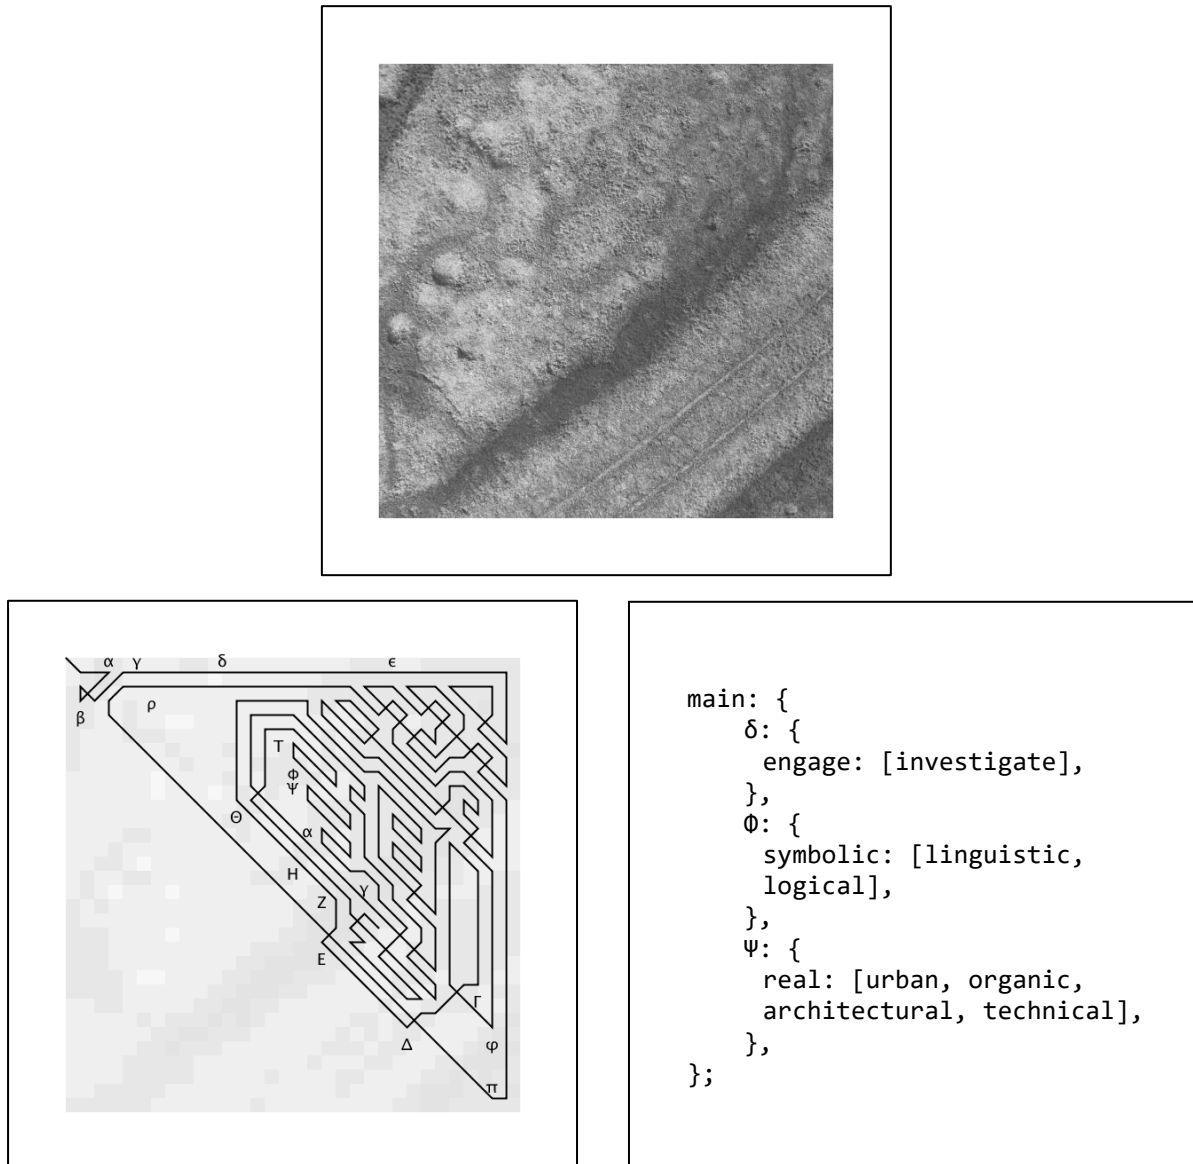 α γ δ ϵ
β ρ
Τ
Φ
Ψ
Θ α
Η Υ
Ζ
Ε
Γ
Δ φ
π
main: {
δ: {
engage: [investigate],
},
Φ: {
symbolic: [linguistic,
logical],
},
Ψ: {
real: [urban, organic,
architectural, technical],
},
};